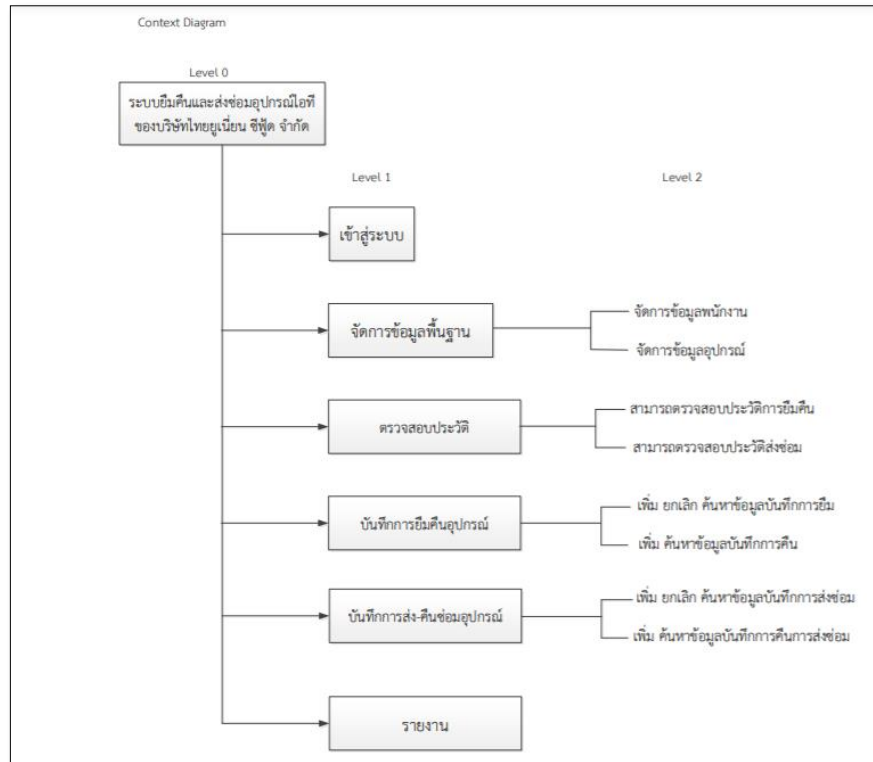 Context Diagram
Level 0
ระบบยืมคืนและส่งซ่อมอุปกรณ์ไอที
ของบริษัทไทยยูเนี่ยน ซีฟู้ด จำกัด
Level 1
Level 2
เข้าสู่ระบบ
จัดการข้อมูลพื้นฐาน
จัดการข้อมูลพนักงาน
จัดการข้อมูลอุปกรณ์
ตรวจสอบประวัติ
สามารถตรวจสอบประวัติการยืมคืน
สามารถตรวจสอบประวัติส่งซ่อม
บันทึกการยืมคืนอุปกรณ์
เพิ่ม ยกเลิก ค้นหาข้อมูลบันทึกการยืม
เพิ่ม ค้นหาข้อมูลบันทึกการคืน
บันทึกการส่ง-คืนซ่อมอุปกรณ์
เพิ่ม ยกเลิก ค้นหาข้อมูลบันทึกการส่งซ่อม
เพิ่ม ค้นหาข้อมูลบันทึกการคืนการส่งซ่อม
รายงาน